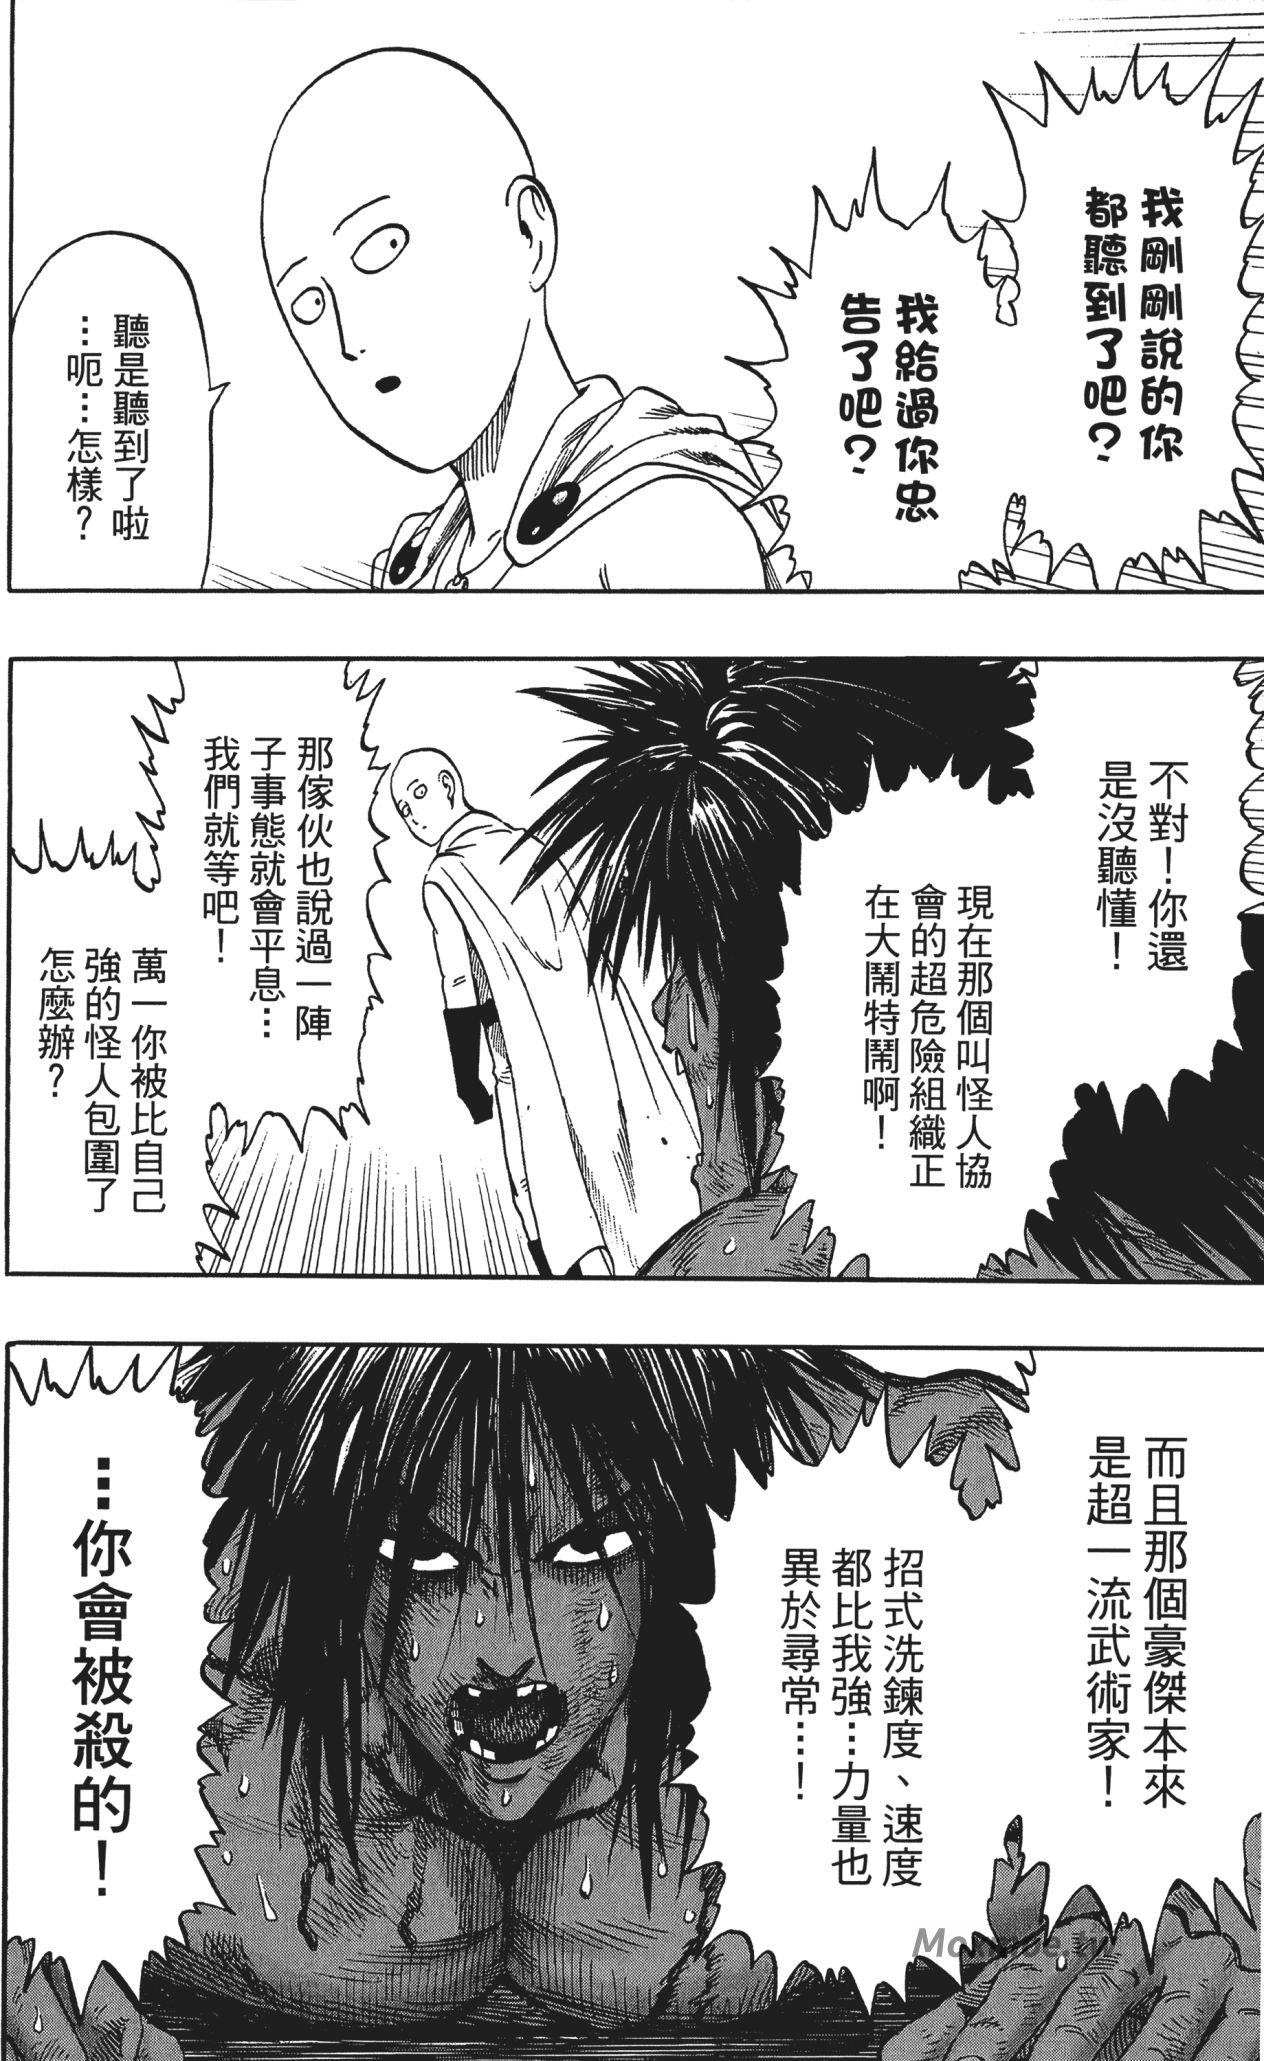 我剛剛說的你
都聽到了吧？
我給過你忠
告了吧？
聽是聽到了啦
…呃…怎樣？
不對！你還
是沒聽懂！
現在那個叫怪人協
會的超危險組織正
在大鬧特鬧啊！
那傢伙也說過一陣
子事態就會平息…
我們就等吧！
萬一你被比自己
強的怪人包圍了
怎麼辦？
而且那個豪傑本來
是超一流武術家！
招式洗鍊度、速度
都比我強…力量也
異於尋常…！
…你會被殺的！